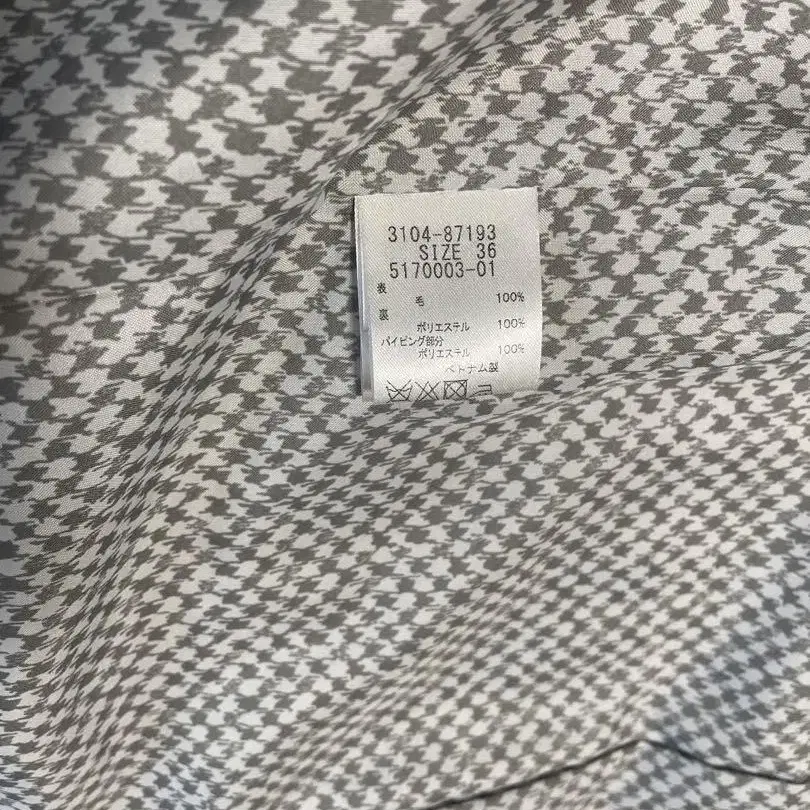 3104-87193
SIZE 36
5170003-01
表
毛 100%
裏
ポリエステル 100%
パイピング部分
ポリエステル 100%
ベトナム製